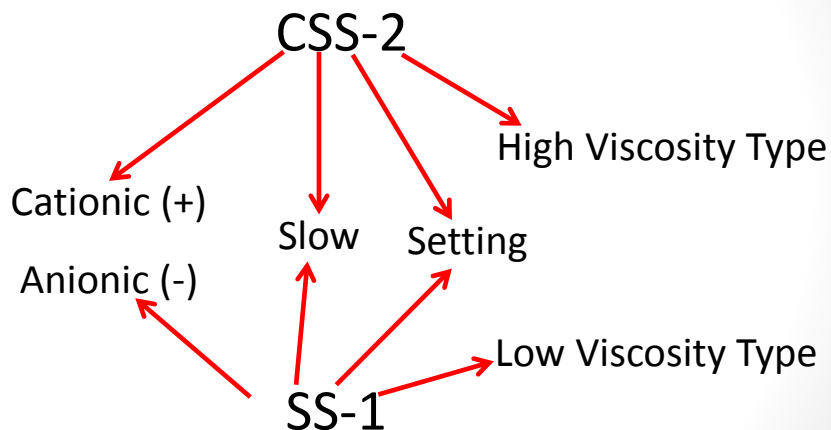 CSS-2
High Viscosity Type
Cationic (+)
Slow
Setting
Anionic (-)
Low Viscosity Type
SS-1